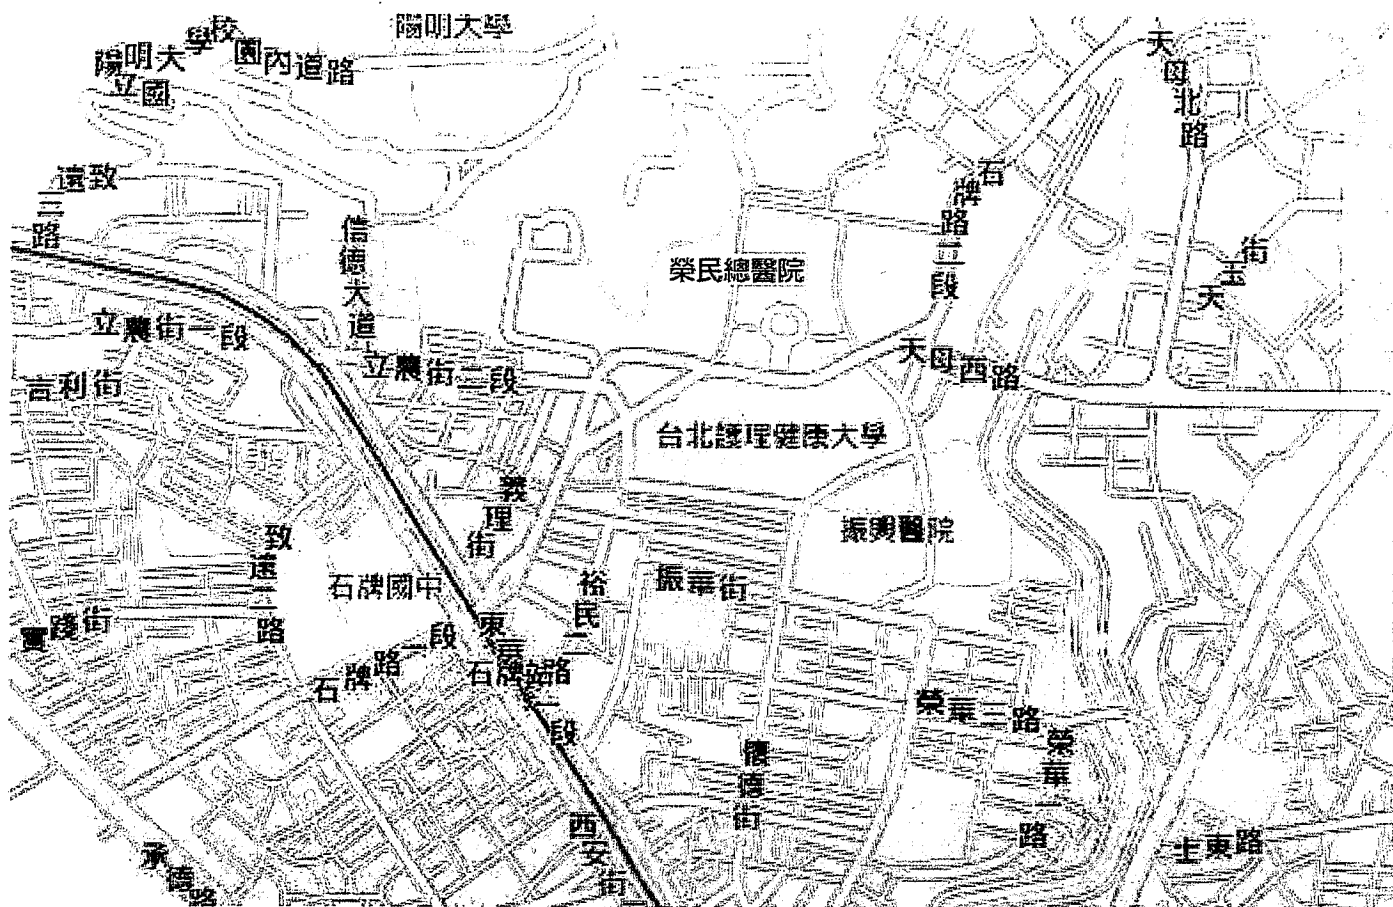 陽明大學
國立陽明大學校園內道路
致遠三路
信德大道
石牌路二段
天母北路
天玉街
榮民總醫院
立農街一段
立農街二段
吉利街
天母西路
台北護理健康大學
義理街
振興醫院
致遠二路
石牌國中
裕民二路
振華街
實踐街
石牌路一段
東華街二段
石牌站
榮華三路
榮華一路
懷德街
西安街
承德路
士東路